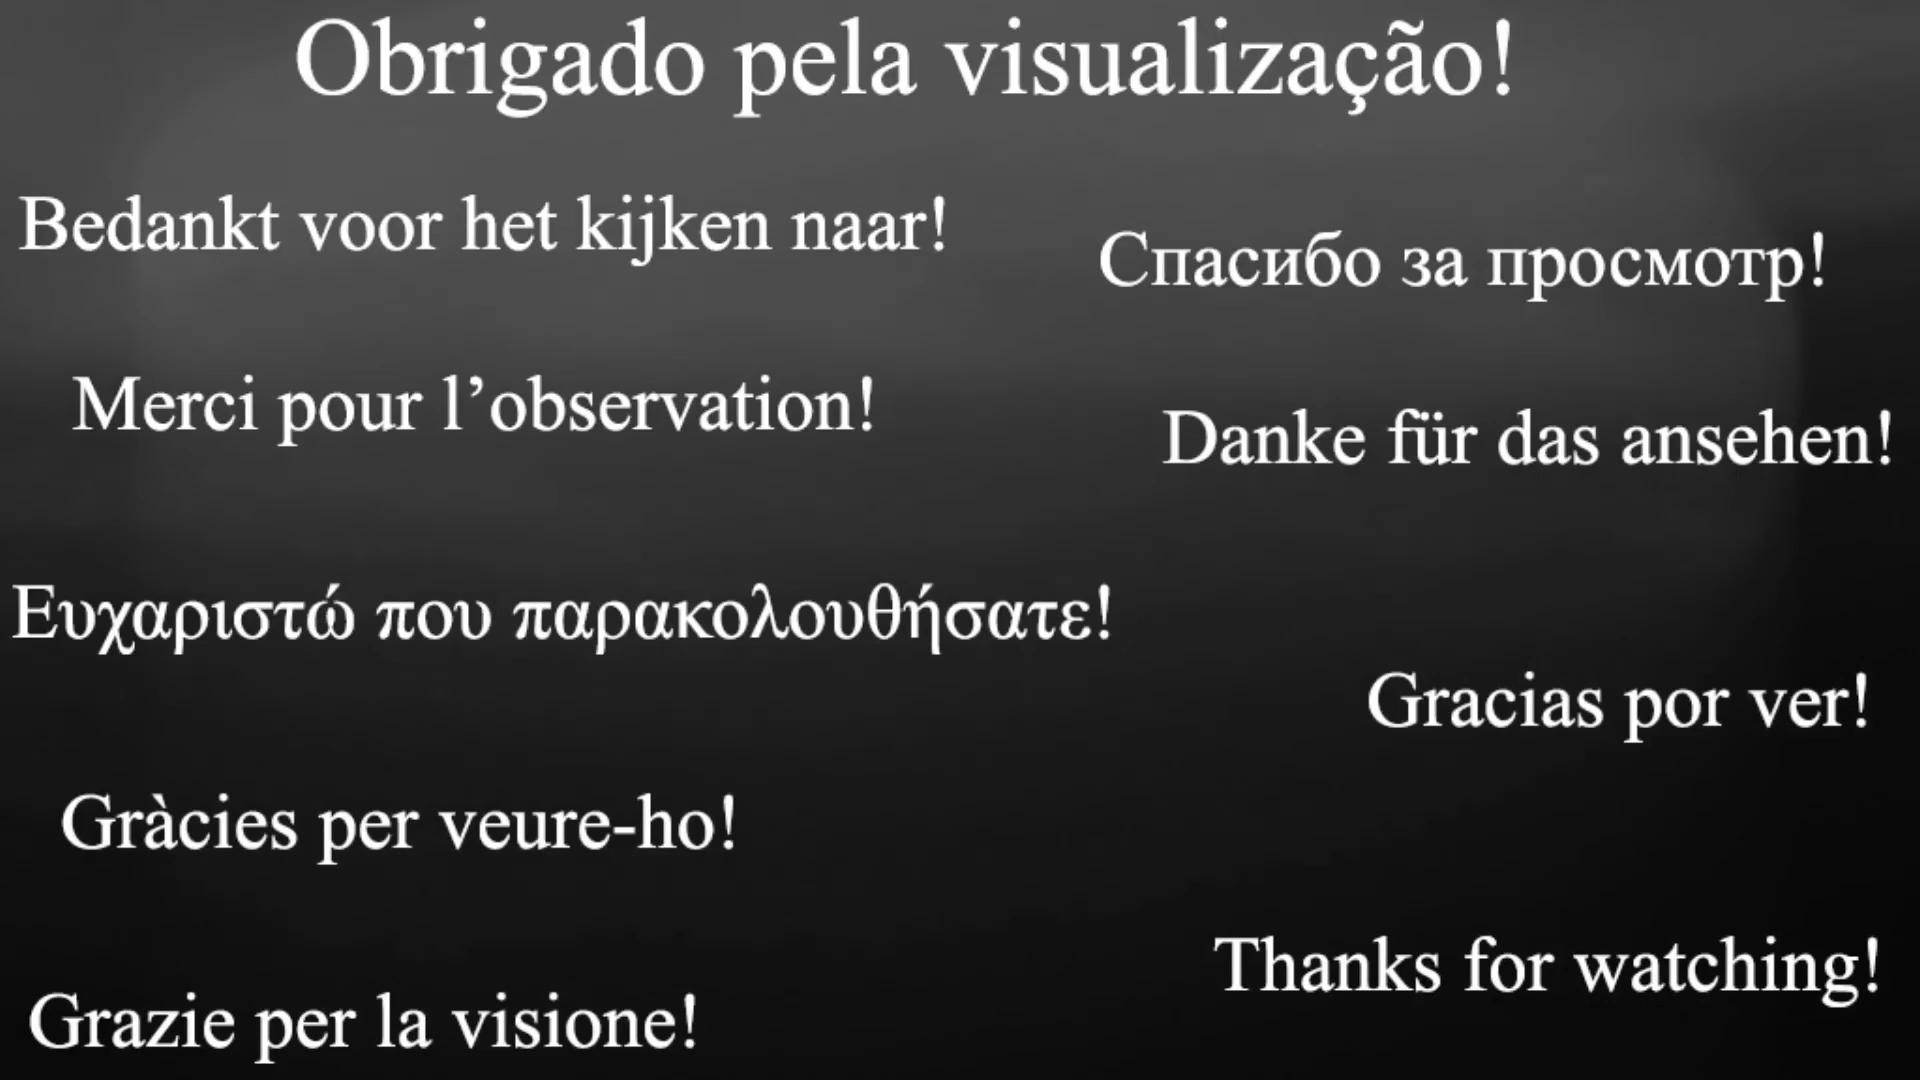 Obrigado pela visualização!
Bedankt voor het kijken naar!
Спасибо за просмотр!
Merci pour l’observation!
Danke für das ansehen!
Ευχαριστώ που παρακολουθήσατε!
Gracias por ver!
Gràcies per veure-ho!
Thanks for watching!
Grazie per la visione!